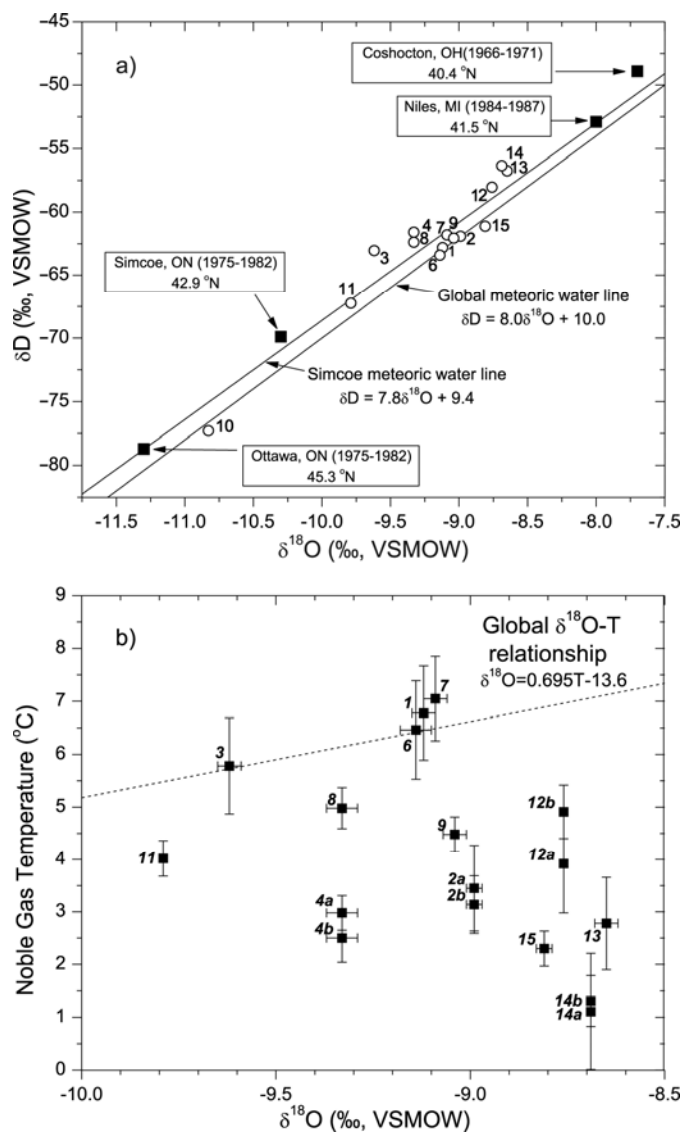 a)
Coshocton, OH(1966-1971)
40.4 °N
Niles, MI (1984-1987)
41.5 °N
14
13
12
15
4
7
9
8
2
3
1
6
Simcoe, ON (1975-1982)
42.9 °N
11
Global meteoric water line
δD = 8.0δ¹⁸O + 10.0
Simcoe meteoric water line
δD = 7.8δ¹⁸O + 9.4
10
Ottawa, ON (1975-1982)
45.3 °N
-45
-50
-55
-60
-65
-70
-75
-80
δD (‰, VSMOW)
-11.5
-11.0
-10.5
-10.0
-9.5
-9.0
-8.5
-8.0
-7.5
δ¹⁸O (‰, VSMOW)
b)
Global δ¹⁸O-T
relationship
δ¹⁸O=0.695T-13.6
7
1
6
3
8
12b
9
11
12a
4a
2a
2b
4b
15
13
14b
14a
9
8
7
6
5
4
3
2
1
0
Noble Gas Temperature (°C)
-10.0
-9.5
-9.0
-8.5
δ¹⁸O (‰, VSMOW)